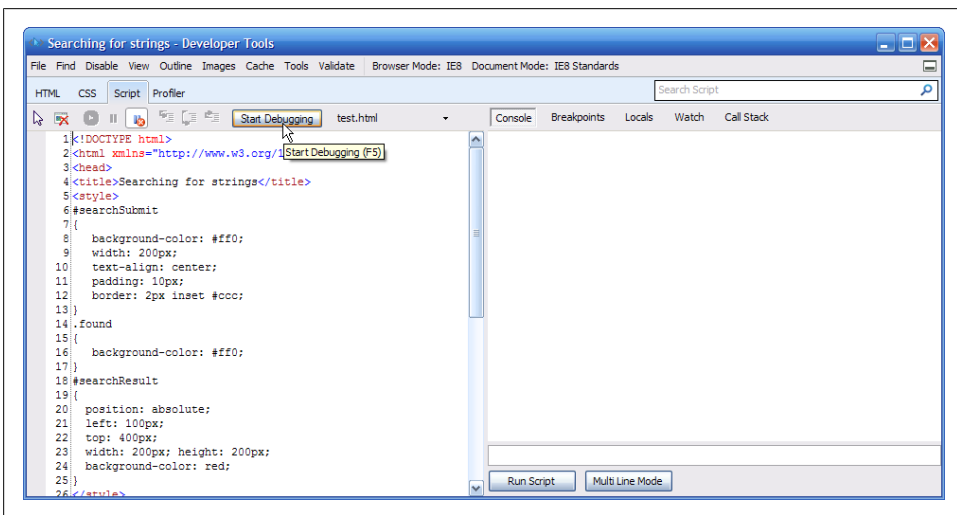 Searching for strings - Developer Tools
File Find Disable View Outline Images Cache Tools Validate Browser Mode: IE8 Document Mode: IE8 Standards
HTML CSS Script Profiler Search Script
Start Debugging test.html Console Breakpoints Locals Watch Call Stack
1 <!DOCTYPE html>
2 <html xmlns="http://www.w3.org/1
Start Debugging (F5)
3 <head>
4 <title>Searching for strings</title>
5 <style>
6 #searchSubmit
7 {
8 background-color: #ff0;
9 width: 200px;
10 text-align: center;
11 padding: 10px;
12 border: 2px inset #ccc;
13 }
14 .found
15 {
16 background-color: #ff0;
17 }
18 #searchResult
19 {
20 position: absolute;
21 left: 100px;
22 top: 400px;
23 width: 200px; height: 200px;
24 background-color: red;
25 }
26 </style>
Run Script Multi Line Mode